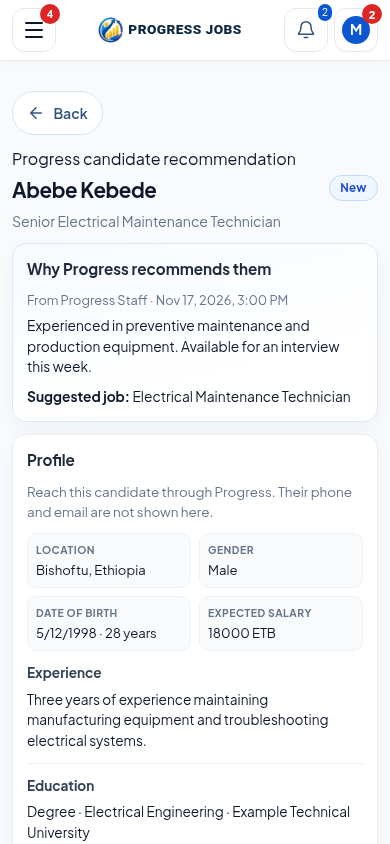 4
PROGRESS JOBS
2
M
2
Back
Progress candidate recommendation
Abebe Kebede
New
Senior Electrical Maintenance Technician
Why Progress recommends them
From Progress Staff · Nov 17, 2026, 3:00 PM
Experienced in preventive maintenance and
production equipment. Available for an interview
this week.
Suggested job: Electrical Maintenance Technician
Profile
Reach this candidate through Progress. Their phone
and email are not shown here.
LOCATION
Bishoftu, Ethiopia
GENDER
Male
DATE OF BIRTH
5/12/1998 · 28 years
EXPECTED SALARY
18000 ETB
Experience
Three years of experience maintaining
manufacturing equipment and troubleshooting
electrical systems.
Education
Degree · Electrical Engineering · Example Technical
University